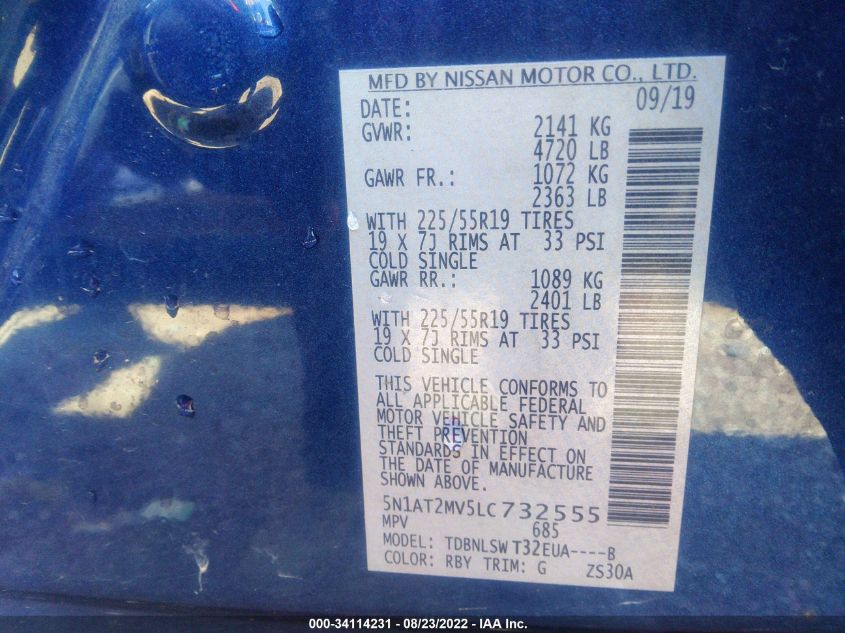 MFD BY NISSAN MOTOR CO., LTD.
DATE: 09/19
GVWR: 2141 KG
4720 LB
GAWR FR.: 1072 KG
2363 LB
WITH 225/55R19 TIRES
19 X 7J RIMS AT 33 PSI
COLD SINGLE
GAWR RR.: 1089 KG
2401 LB
WITH 225/55R19 TIRES
19 X 7J RIMS AT 33 PSI
COLD SINGLE
THIS VEHICLE CONFORMS TO
ALL APPLICABLE FEDERAL
MOTOR VEHICLE SAFETY AND
THEFT PREVENTION
STANDARDS IN EFFECT ON
THE DATE OF MANUFACTURE
SHOWN ABOVE.
5N1AT2MV5LC732555
MPV 685
MODEL: TDBNLSW T32EUA----B
COLOR: RBY TRIM: G ZS30A
000-34114231 - 08/23/2022 - IAA Inc.